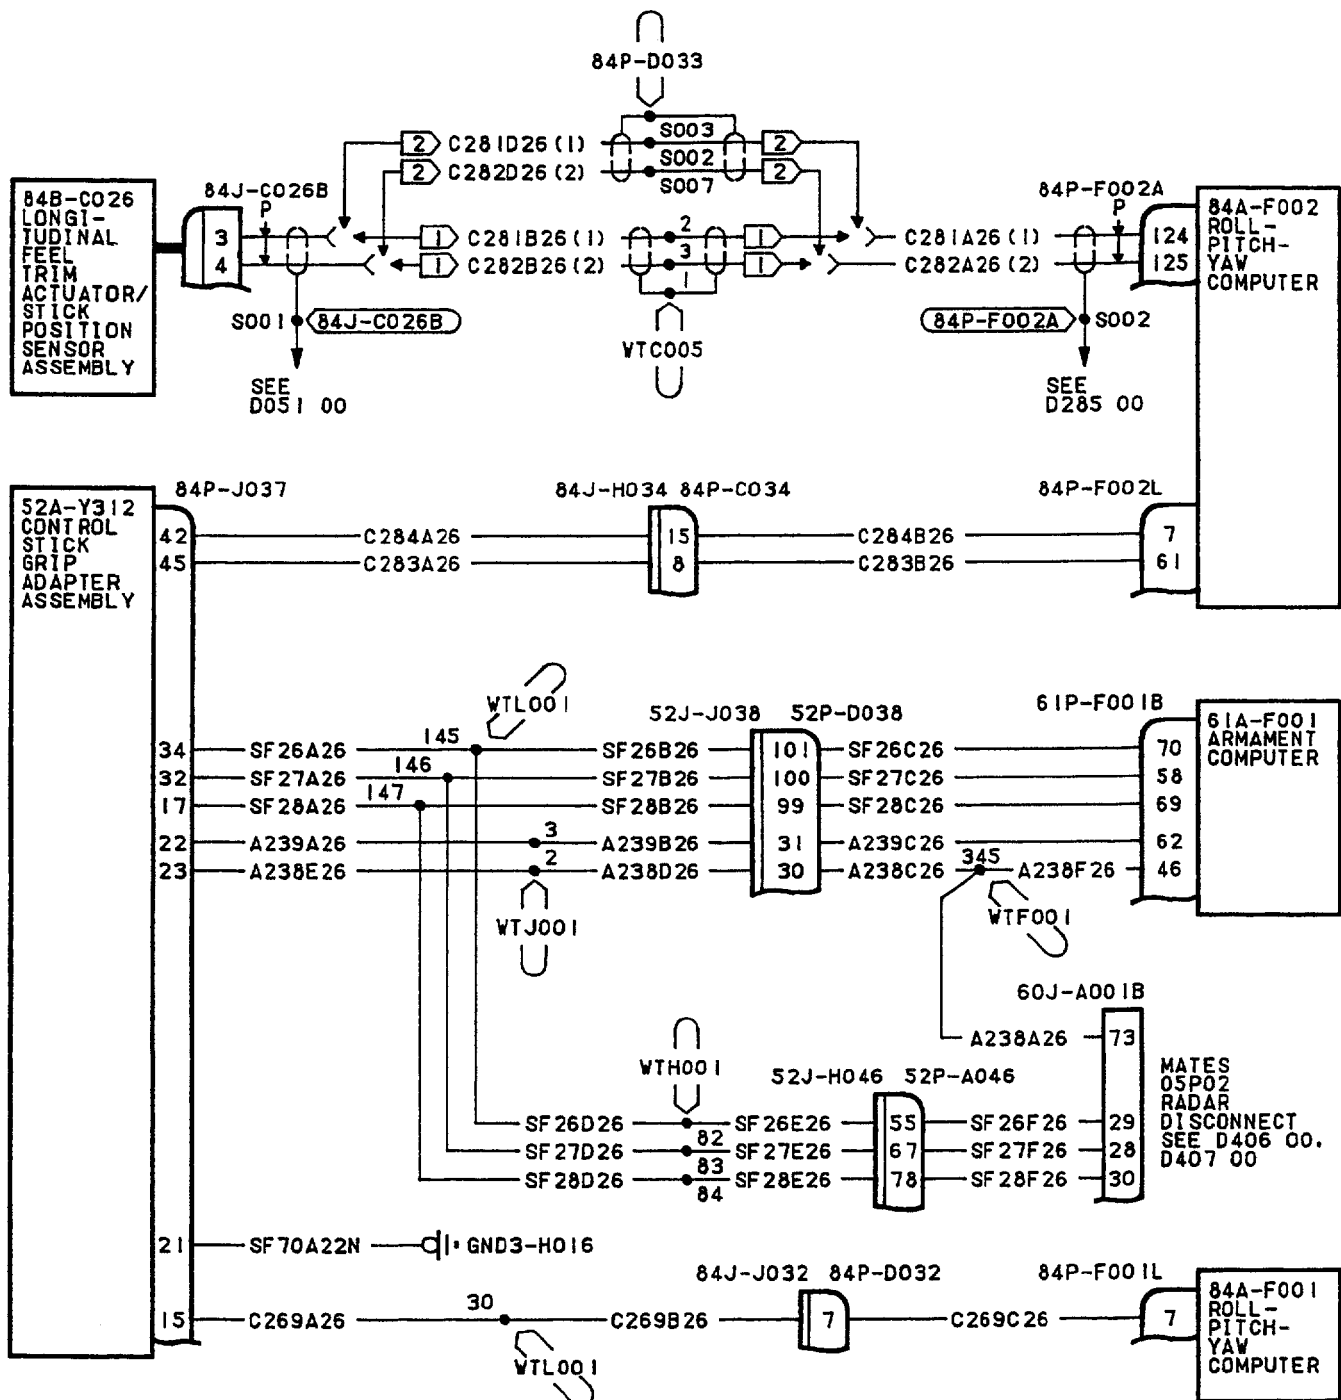 84P-D033
S003
2 C281D26(1) 2
S002
2 C282D26(2) 2
S007
84B-C026
LONGI-
TUDINAL
FEEL
TRIM
ACTUATOR/
STICK
POSITION
SENSOR
ASSEMBLY
84J-C026B
P
3
4
1 C281B26(1) 2 1
1 C282B26(2) 3 1
1
C281A26(1)
C282A26(2)
84P-F002A
P
124
125
84A-F002
ROLL-
PITCH-
YAW
COMPUTER
S001 84J-C026B
SEE
D051 00
WTC005
84P-F002A S002
SEE
D285 00
52A-Y312
CONTROL
STICK
GRIP
ADAPTER
ASSEMBLY
84P-J037
84J-H034 84P-C034
84P-F002L
42 C284A26 15 C284B26 7
45 C283A26 8 C283B26 61
WTL001
52J-J038 52P-D038
61P-F001B
61A-F001
ARMAMENT
COMPUTER
34 SF26A26 145 SF26B26 101 SF26C26 70
32 SF27A26 146 SF27B26 100 SF27C26 58
17 SF28A26 147 SF28B26 99 SF28C26 69
22 A239A26 3 A239B26 31 A239C26 62
23 A238E26 2 A238D26 30 A238C26 345 A238F26 46
WTJ001
WTF001
60J-A001B
A238A26 73
WTH001
52J-H046 52P-A046
MATES
05P02
RADAR
DISCONNECT
SEE D406 00,
D407 00
SF26D26 SF26E26 55 SF26F26 29
82
SF27D26 SF27E26 67 SF27F26 28
83
SF28D26 SF28E26 78 SF28F26 30
84
21 SF70A22N GND3-H016
84J-J032 84P-D032
84P-F001L
84A-F001
ROLL-
PITCH-
YAW
COMPUTER
15 C269A26 30 C269B26 7 C269C26 7
WTL001